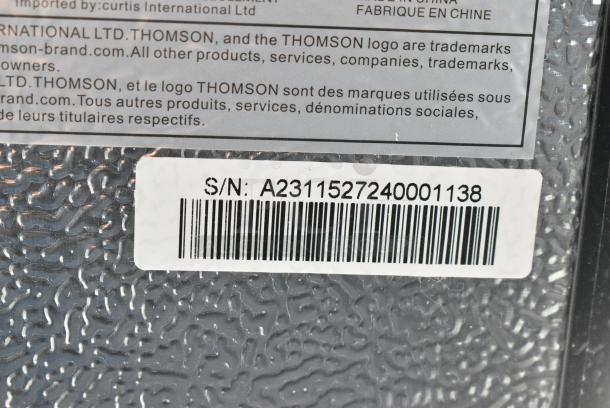 Imported by:curtis International Ltd
FABRIQUE EN CHINE
RNATIONAL LTD.THOMSON, and the THOMSON logo are trademarks
mson-brand.com.All other products, services, companies, trademarks,
owners.
LTD.THOMSON, et le logo THOMSON sont des marques utilisées sous
brand.com.Tous autres produits, services, dénominations sociales,
de leurs titulaires respectifs.
S/N: A2311527240001138